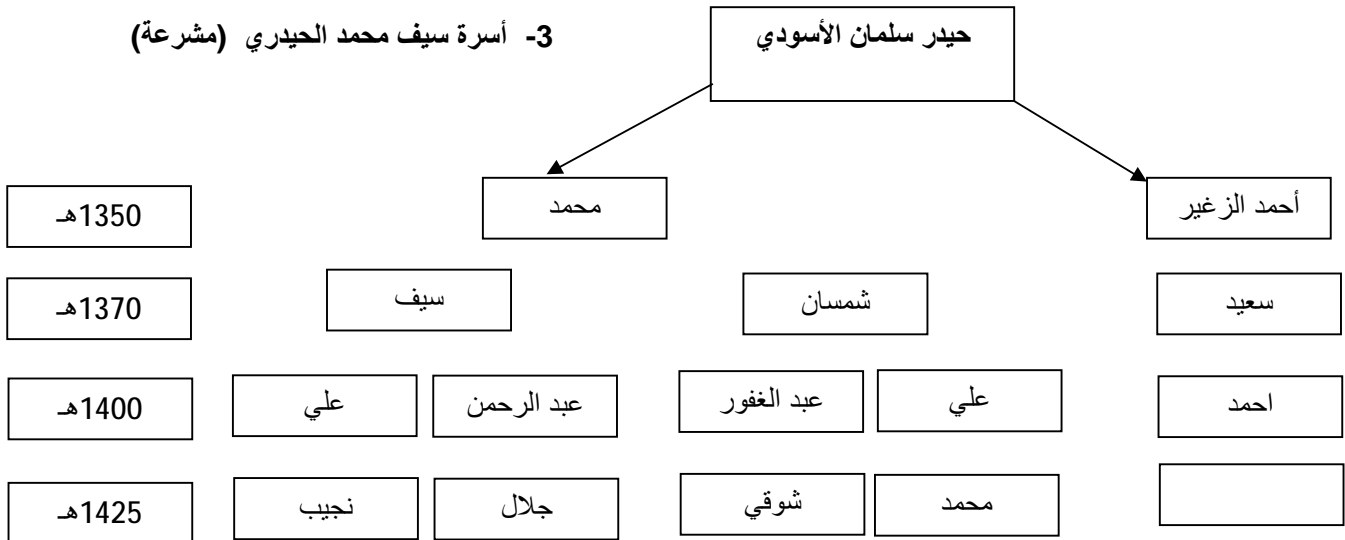 حيدر سلمان الأسودي
3- أسرة سيف محمد الحيدري (مشرعة)
أحمد الزغير
محمد
1350هـ
سعيد
شمسان
سيف
1370هـ
احمد
علي
عبد الغفور
عبد الرحمن
علي
1400هـ
محمد
شوقي
جلال
نجيب
1425هـ